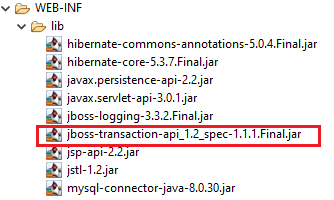 WEB-INF
lib
hibernate-commons-annotations-5.0.4.Final.jar
hibernate-core-5.3.7.Final.jar
javax.persistence-api-2.2.jar
javax.servlet-api-3.0.1.jar
jboss-logging-3.3.2.Final.jar
jboss-transaction-api_1.2_spec-1.1.1.Final.jar
jsp-api-2.2.jar
jstl-1.2.jar
mysql-connector-java-8.0.30.jar